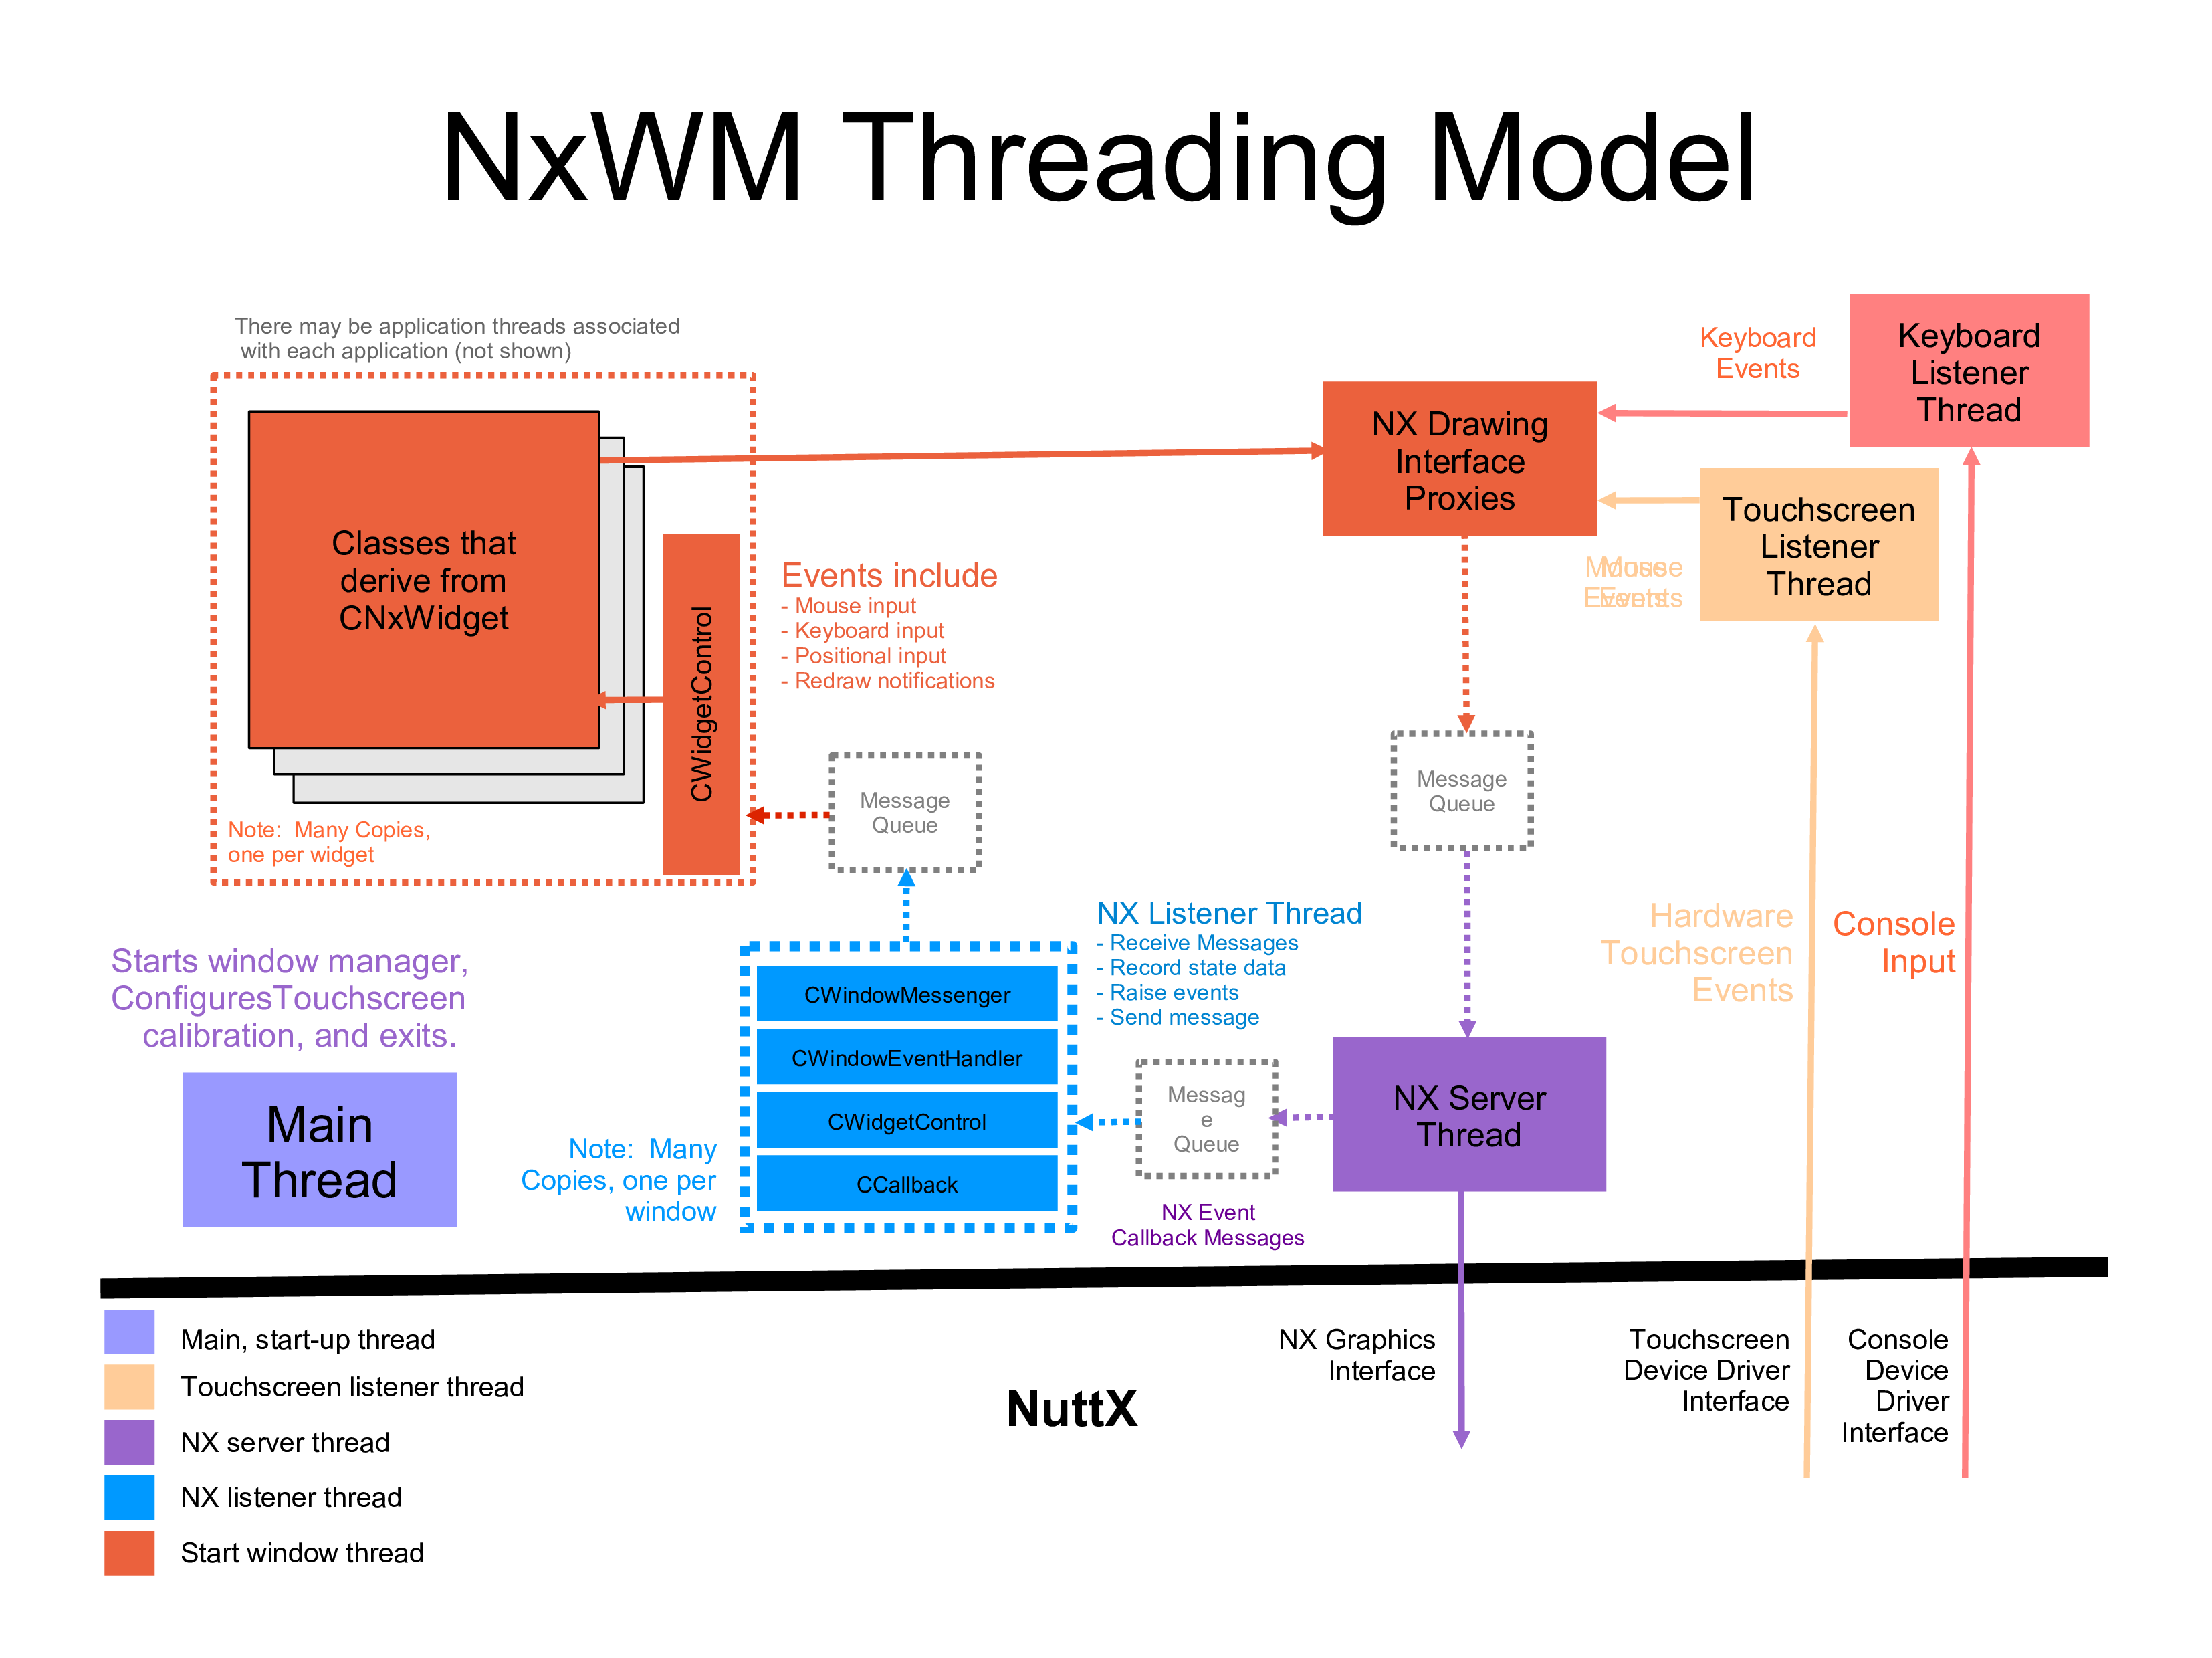 NxWM Threading Model
There may be application threads associated
with each application (not shown)
Classes that
derive from
CNxWidget
CWidgetControl
Note:  Many Copies,
one per widget
Events include
- Mouse input
- Keyboard input
- Positional input
- Redraw notifications
Message
Queue
NX Drawing
Interface
Proxies
Keyboard
Events
Keyboard
Listener
Thread
Touchscreen
Listener
Thread
Mouse
Events
Mouse
Events
Message
Queue
Hardware
Touchscreen
Events
Console
Input
Starts window manager,
ConfiguresTouchscreen
calibration, and exits.
Main
Thread
NX Listener Thread
- Receive Messages
- Record state data
- Raise events
- Send message
CWindowMessenger
CWindowEventHandler
CWidgetControl
CCallback
Note:  Many
Copies, one per
window
Messag
e
Queue
NX Event
Callback Messages
NX Server
Thread
Main, start-up thread
Touchscreen listener thread
NX server thread
NX listener thread
Start window thread
NuttX
NX Graphics
Interface
Touchscreen
Device Driver
Interface
Console
Device
Driver
Interface